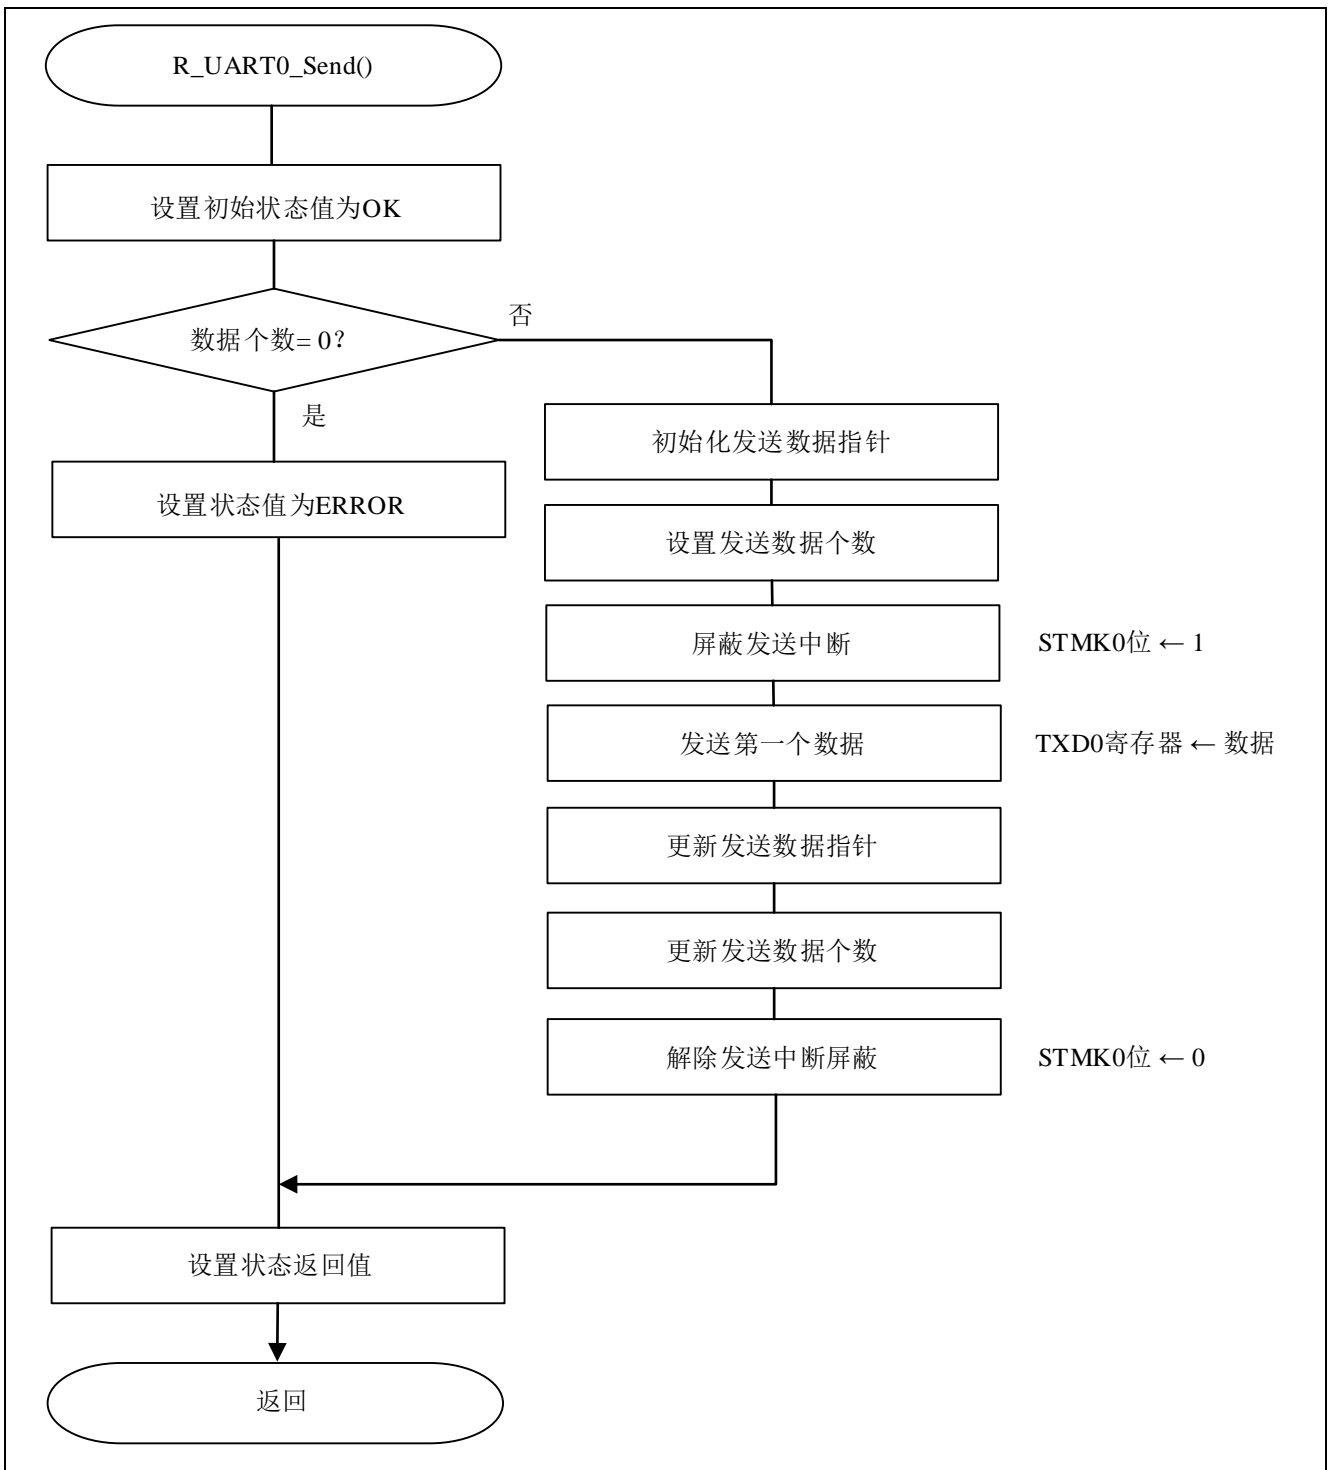 R_UART0_Send()
设置初始状态值为OK
数据个数= 0？
否
是
初始化发送数据指针
设置状态值为ERROR
设置发送数据个数
屏蔽发送中断
STMK0位 ← 1
发送第一个数据
TXD0寄存器 ← 数据
更新发送数据指针
更新发送数据个数
解除发送中断屏蔽
STMK0位 ← 0
设置状态返回值
返回